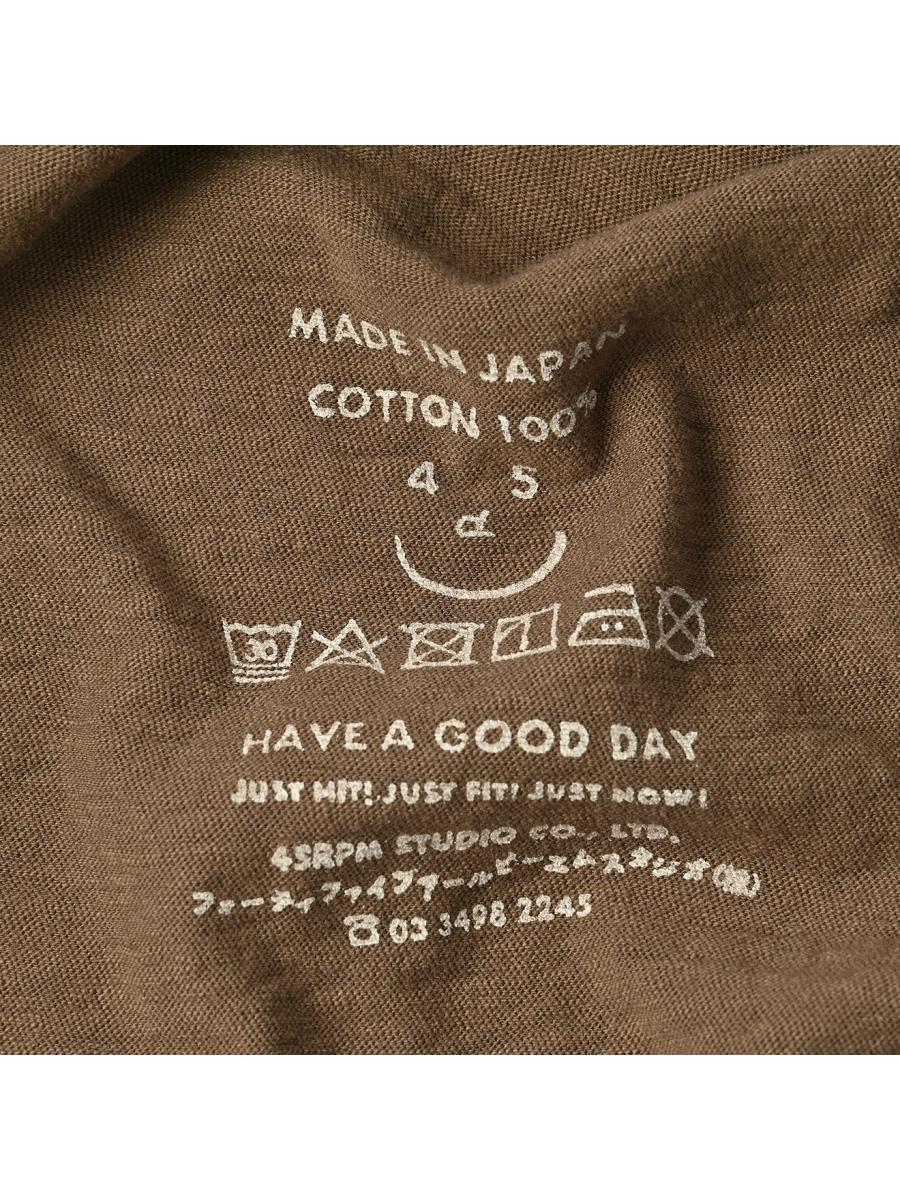 MADE IN JAPAN
COTTON 100%
4 5
α
30
HAVE A GOOD DAY
JUST HIT! JUST FIT! JUST NOW!
45RPM STUDIO CO., LTD.
フォーティファイブアールピーエムスタジオ(株)
☎ 03 3498 2245